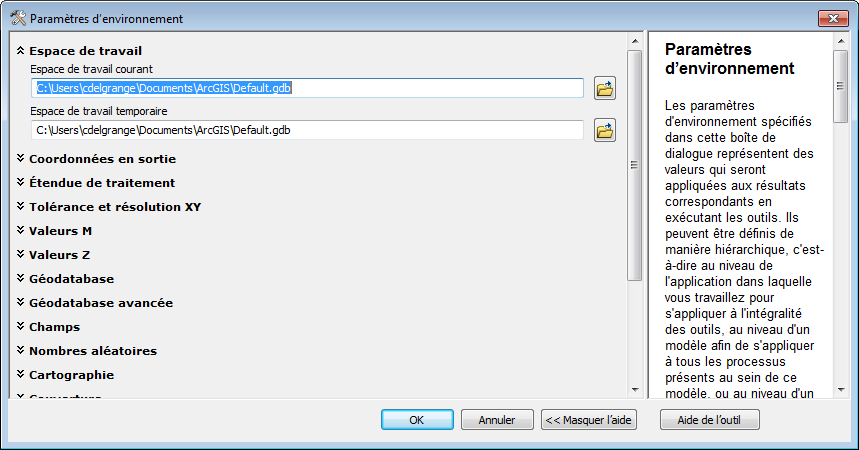 Paramètres d'environnement
Espace de travail
Espace de travail courant
C:\Users\cdelgrange\Documents\ArcGIS\Default.gdb
Espace de travail temporaire
C:\Users\cdelgrange\Documents\ArcGIS\Default.gdb
Coordonnées en sortie
Étendue de traitement
Tolérance et résolution XY
Valeurs M
Valeurs Z
Géodatabase
Géodatabase avancée
Champs
Nombres aléatoires
Cartographie
Couverture
Paramètres
d'environnement
Les paramètres
d'environnement spécifiés
dans cette boîte de
dialogue représentent des
valeurs qui seront
appliquées aux résultats
correspondants en
exécutant les outils. Ils
peuvent être définis de
manière hiérarchique, c'est-
à-dire au niveau de
l'application dans laquelle
vous travaillez pour
s'appliquer à l'intégralité
des outils, au niveau d'un
modèle afin de s'appliquer
à tous les processus
présents au sein de ce
modèle, ou au niveau d'un
OK
Annuler
<< Masquer l'aide
Aide de l'outil